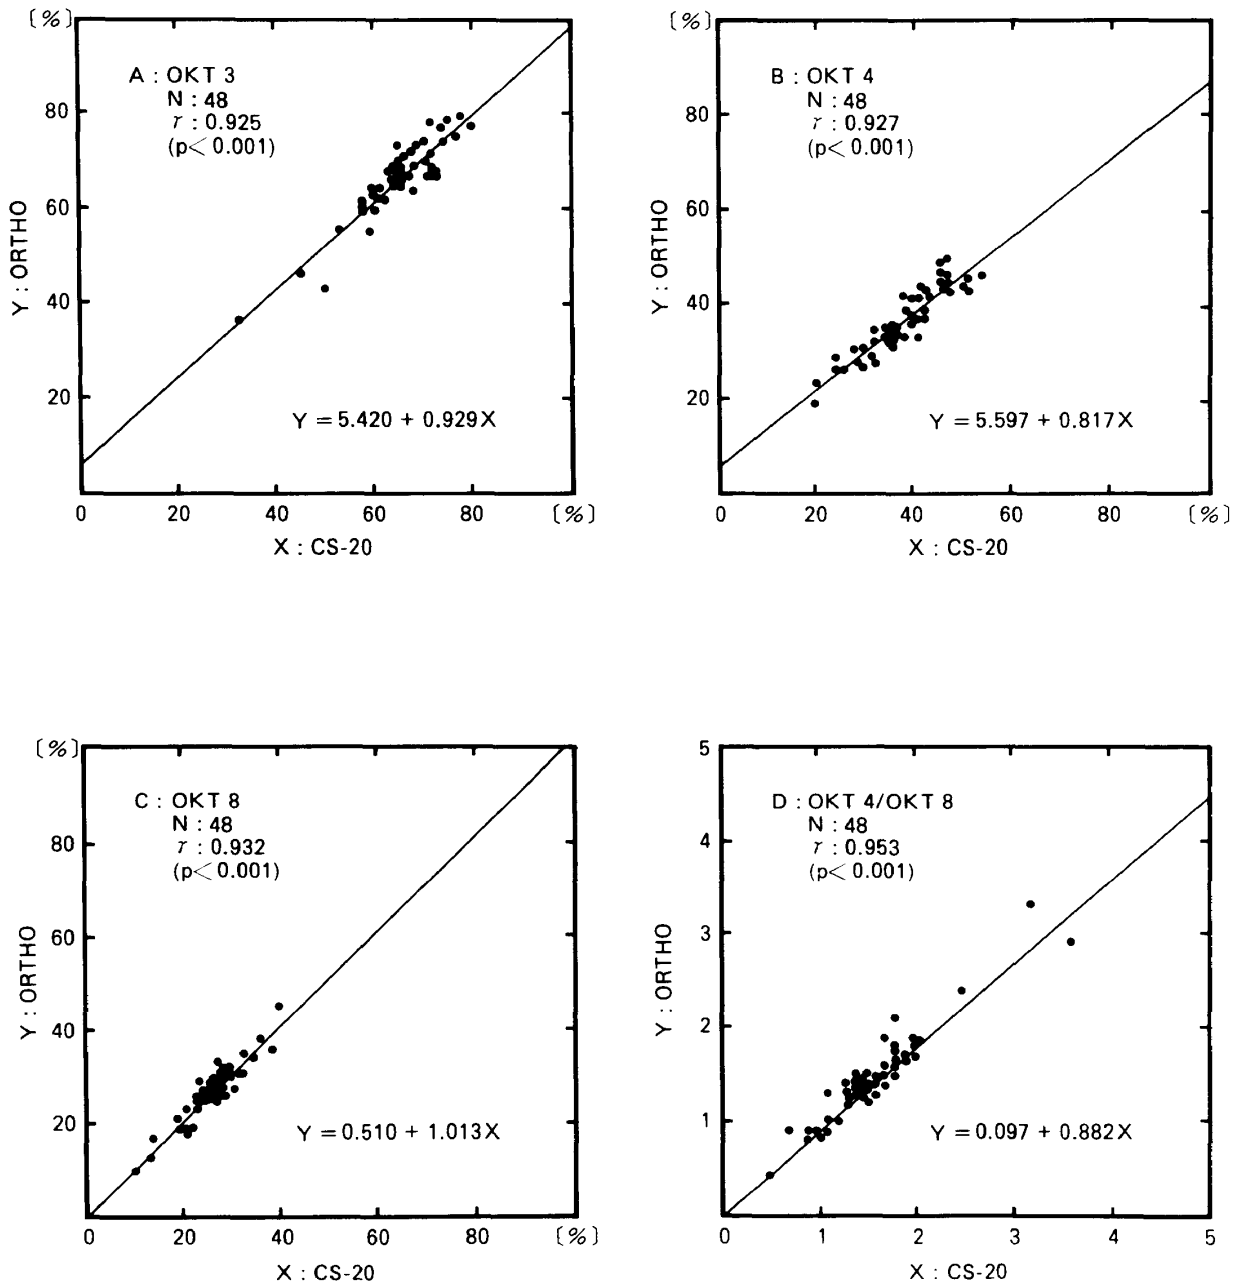 [%]
A : OKT 3
N : 48
r : 0.925
(p< 0.001)
80
60
40
20
Y : ORTHO
Y = 5.420 + 0.929X
0 20 40 60 80 [%]
X : CS-20
[%]
B : OKT 4
N : 48
r : 0.927
(p< 0.001)
80
60
40
20
Y : ORTHO
Y = 5.597 + 0.817X
0 20 40 60 80 [%]
X : CS-20
[%]
C : OKT 8
N : 48
r : 0.932
(p< 0.001)
80
60
40
20
Y : ORTHO
Y = 0.510 + 1.013X
0 20 40 60 80 [%]
X : CS-20
5
D : OKT 4/OKT 8
N : 48
r : 0.953
(p< 0.001)
4
3
2
1
Y : ORTHO
Y = 0.097 + 0.882X
0 1 2 3 4 5
X : CS-20